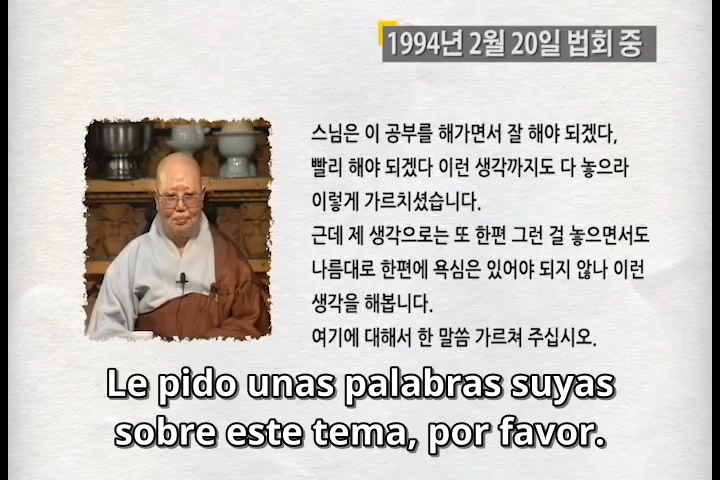 1994년 2월 20일 법회 중
스님은 이 공부를 해가면서 잘 해야 되겠다,
빨리 해야 되겠다 이런 생각까지도 다 놓으라
이렇게 가르치셨습니다.
근데 제 생각으로는 또 한편 그런 걸 놓으면서도
나름대로 한편에 욕심은 있어야 되지 않나 이런
생각을 해봅니다.
여기에 대해서 한 말씀 가르쳐 주십시오.
Le pido unas palabras suyas
sobre este tema, por favor.